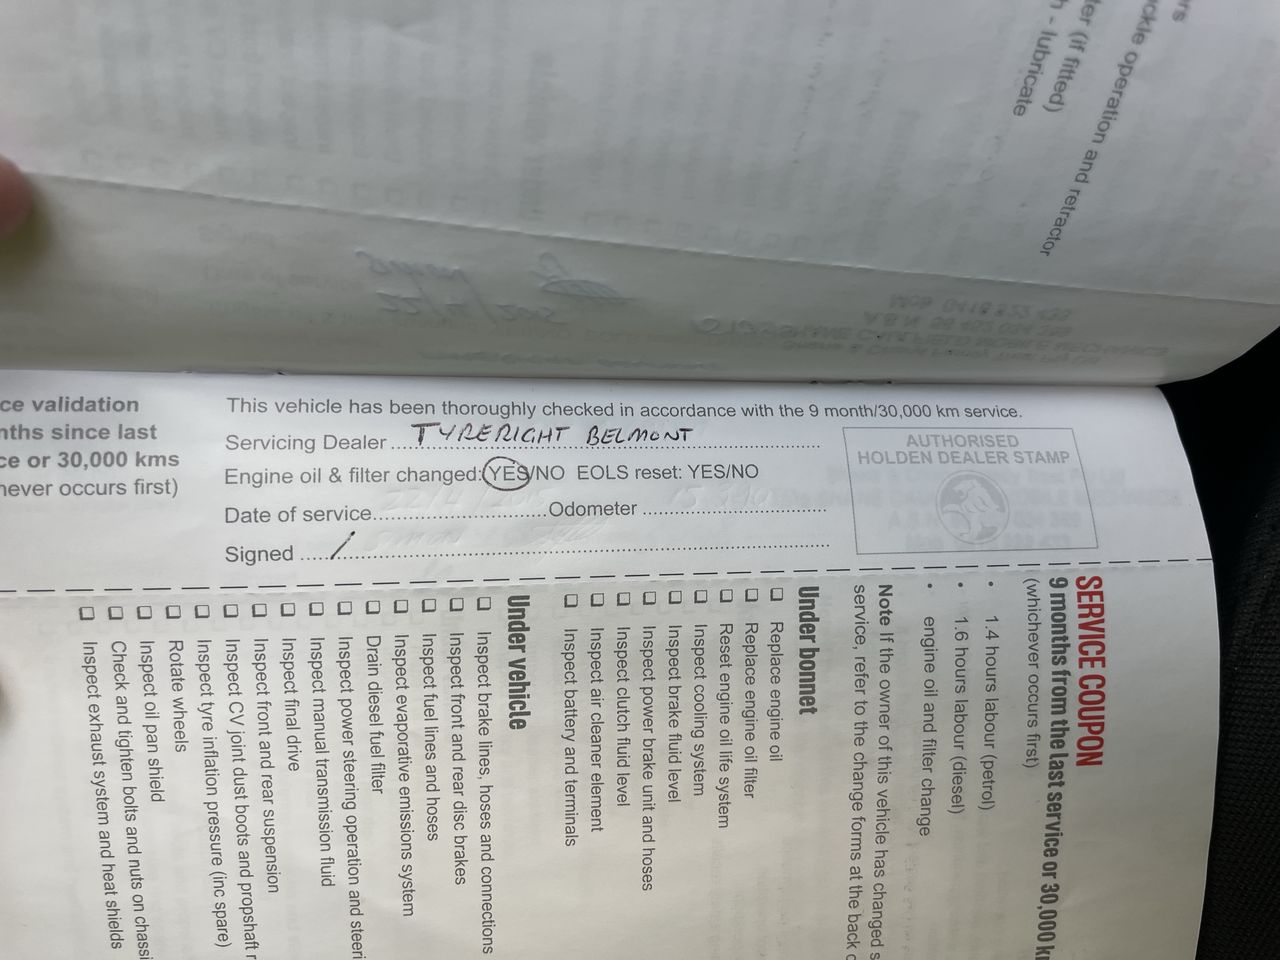 ckle operation and retractor
ter (if fitted)
- lubricate
ce validation
nths since last
ce or 30,000 kms
never occurs first)
This vehicle has been thoroughly checked in accordance with the 9 month/30,000 km service.
Servicing Dealer....TYRERIGHT BELMONT
Engine oil & filter changed: YES/NO EOLS reset: YES/NO
Date of service..............................Odometer ................................
Signed ..../
AUTHORISED
HOLDEN DEALER STAMP
SERVICE COUPON
9 months from the last service or 30,000 k
(whichever occurs first)
• 1.4 hours labour (petrol)
• 1.6 hours labour (diesel)
• engine oil and filter change
Note If the owner of this vehicle has changed s
service, refer to the change forms at the back o
Under bonnet
❑ Replace engine oil
❑ Replace engine oil filter
❑ Reset engine oil life system
❑ Inspect cooling system
❑ Inspect brake fluid level
❑ Inspect power brake unit and hoses
❑ Inspect clutch fluid level
❑ Inspect air cleaner element
❑ Inspect battery and terminals
Under vehicle
❑ Inspect brake lines, hoses and connections
❑ Inspect front and rear disc brakes
❑ Inspect fuel lines and hoses
❑ Inspect evaporative emissions system
❑ Drain diesel fuel filter
❑ Inspect power steering operation and steeri
❑ Inspect manual transmission fluid
❑ Inspect final drive
❑ Inspect front and rear suspension
❑ Inspect CV joint dust boots and propshaft r
❑ Inspect tyre inflation pressure (inc spare)
❑ Rotate wheels
❑ Inspect oil pan shield
❑ Check and tighten bolts and nuts on chassi
❑ Inspect exhaust system and heat shields